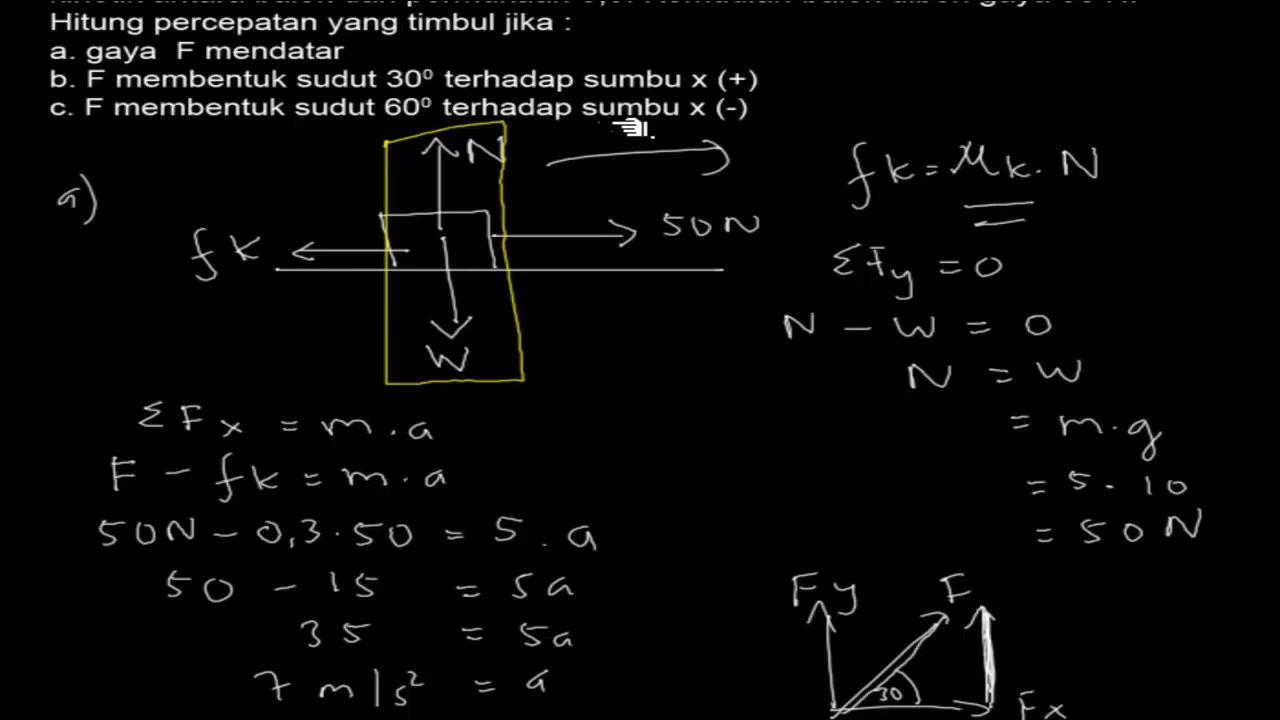 Hitung percepatan yang timbul jika :
a. gaya F mendatar
b. F membentuk sudut 30⁰ terhadap sumbu x (+)
c. F membentuk sudut 60⁰ terhadap sumbu x (-)
a)
N
fk
50 N
W
ΣFx = m . a
F - fk = m . a
50N - 0,3 . 50 = 5 . a
50 - 15 = 5a
35 = 5a
7 m/s² = a
fk = μk . N
ΣFy = 0
N - W = 0
N = W
= m . g
= 5 . 10
= 50 N
Fy
F
30
Fx